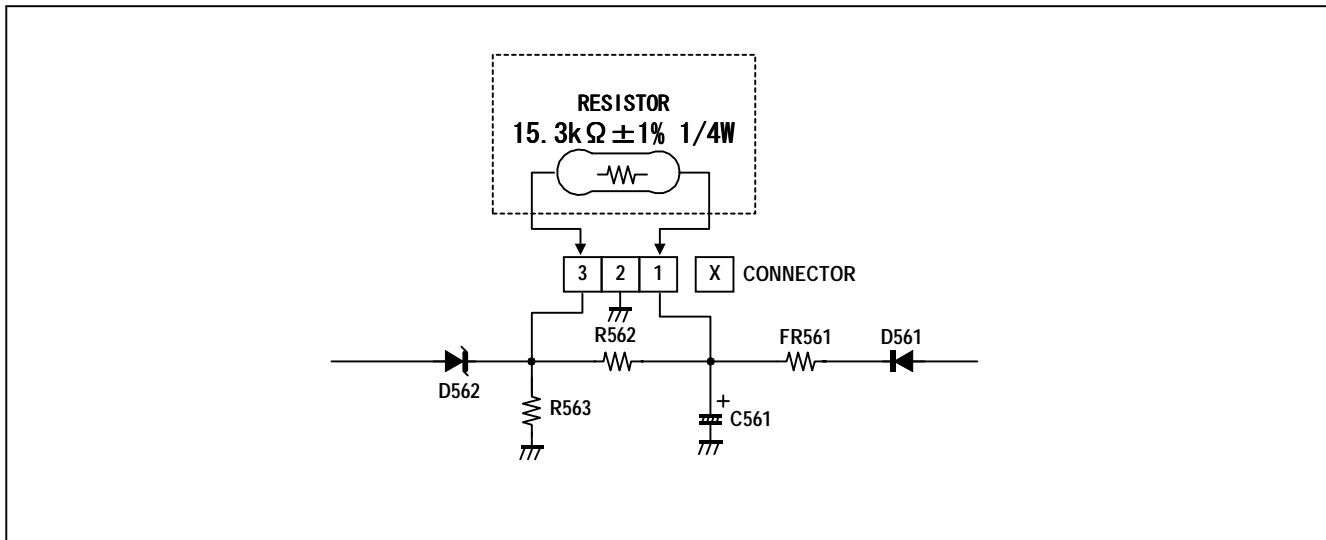 RESISTOR
15.3kΩ±1% 1/4W
3 2 1 X CONNECTOR
R562 FR561 D561
D562 R563 + C561